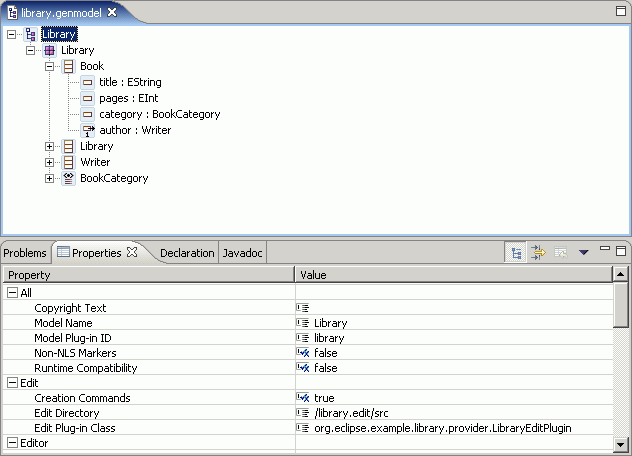 library.genmodel
Library
Library
Book
title : EString
pages : EInt
category : BookCategory
author : Writer
Library
Writer
BookCategory
Problems Properties Declaration Javadoc
Property Value
All
Copyright Text
Model Name Library
Model Plug-in ID library
Non-NLS Markers false
Runtime Compatibility false
Edit
Creation Commands true
Edit Directory /library.edit/src
Edit Plug-in Class org.eclipse.example.library.provider.LibraryEditPlugin
Editor